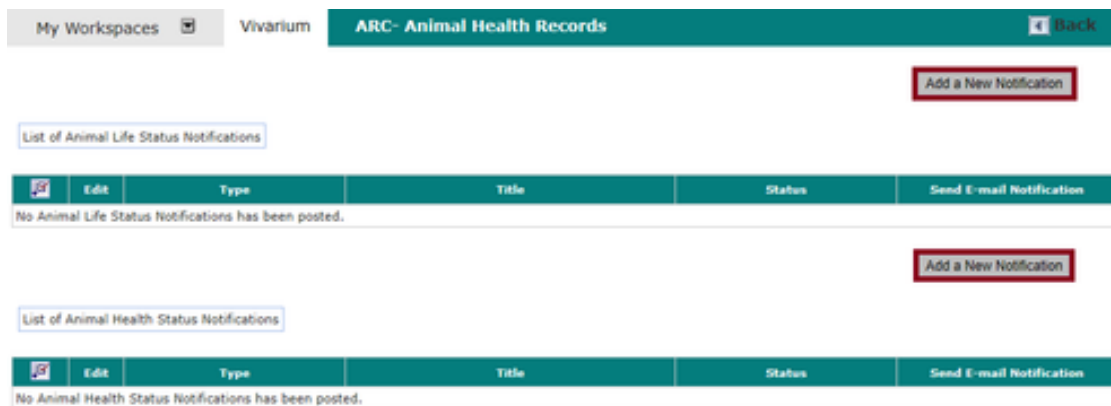 My Workspaces Vivarium ARC- Animal Health Records Back
Add a New Notification
List of Animal Life Status Notifications
Edit Type Title Status Send E-mail Notification
No Animal Life Status Notifications has been posted.
Add a New Notification
List of Animal Health Status Notifications
Edit Type Title Status Send E-mail Notification
No Animal Health Status Notifications has been posted.